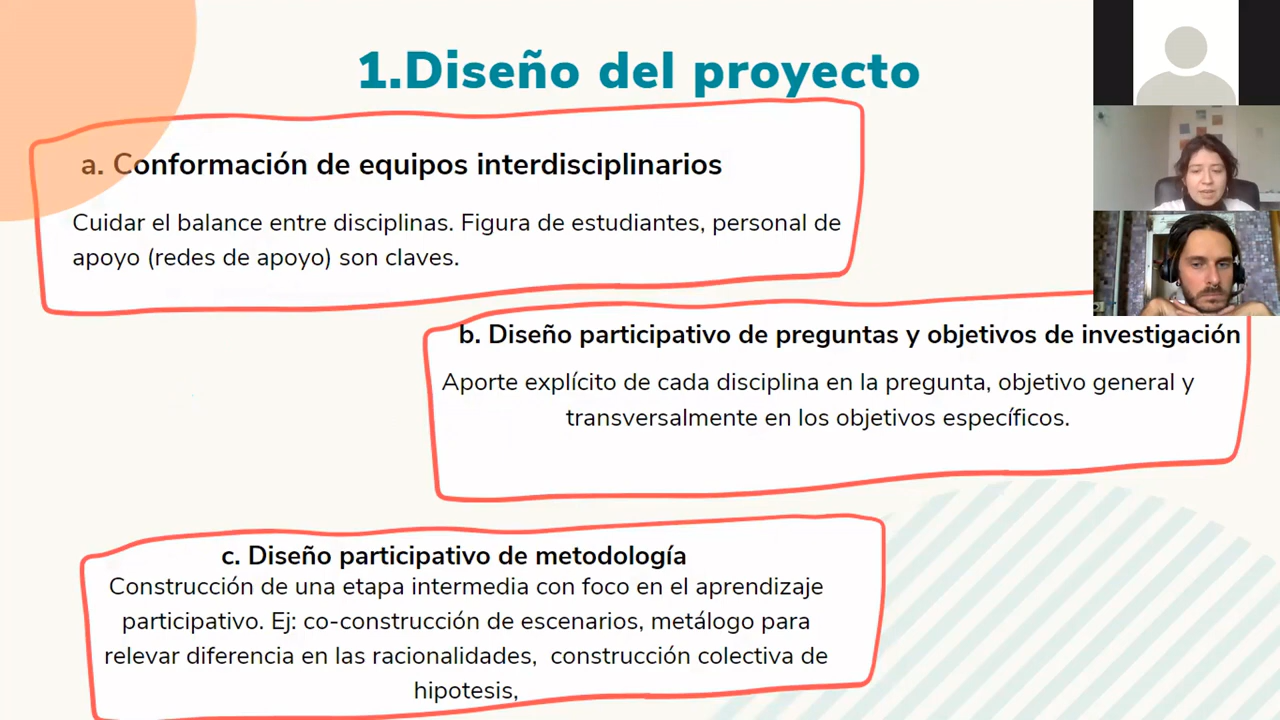 1.Diseño del proyecto
a. Conformación de equipos interdisciplinarios
Cuidar el balance entre disciplinas. Figura de estudiantes, personal de
apoyo (redes de apoyo) son claves.
b. Diseño participativo de preguntas y objetivos de investigación
Aporte explícito de cada disciplina en la pregunta, objetivo general y
transversalmente en los objetivos específicos.
c. Diseño participativo de metodología
Construcción de una etapa intermedia con foco en el aprendizaje
participativo. Ej: co-construcción de escenarios, metálogo para
relevar diferencia en las racionalidades, construcción colectiva de
hipotesis,